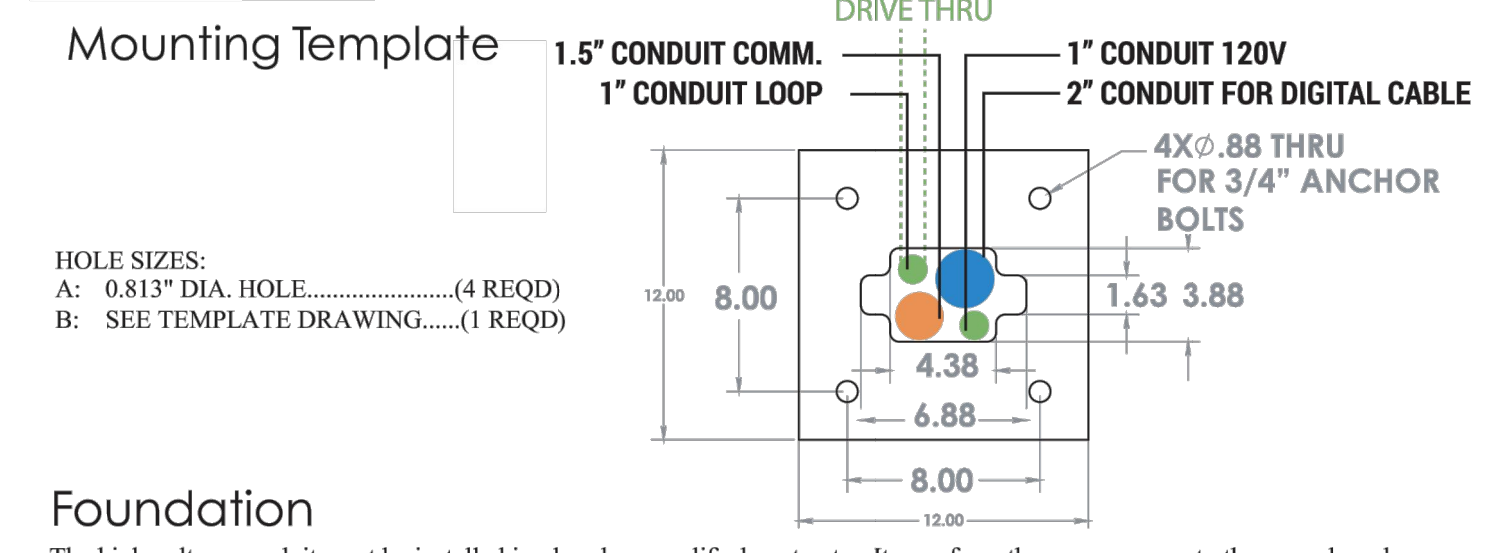 DRIVE THRU
Mounting Template
1.5” CONDUIT COMM.
1” CONDUIT 120V
1” CONDUIT LOOP
2” CONDUIT FOR DIGITAL CABLE
4X∅.88 THRU
FOR 3/4” ANCHOR
BOLTS
HOLE SIZES:
A: 0.813" DIA. HOLE.......................(4 REQD)
B: SEE TEMPLATE DRAWING......(1 REQD)
12.00
8.00
1.63
3.88
4.38
6.88
8.00
12.00
Foundation